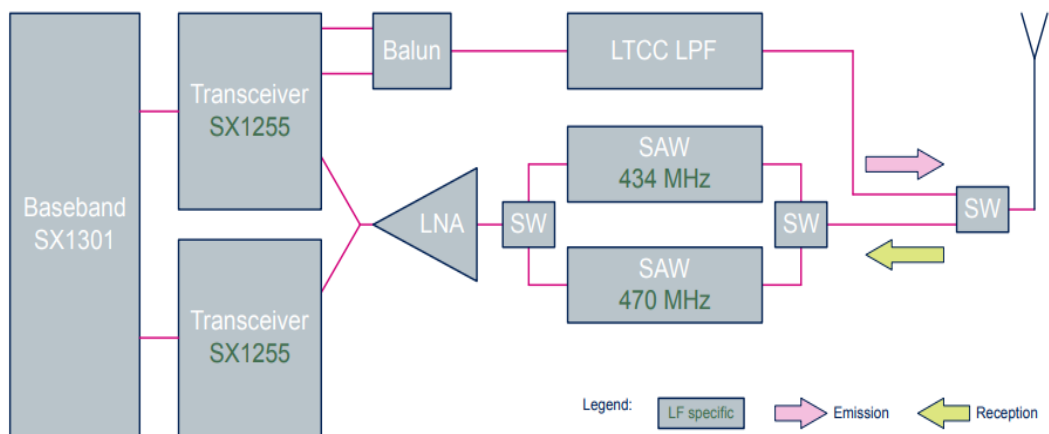 Balun
LTCC LPF
Transceiver
SX1255
SAW
434 MHz
Baseband
SX1301
LNA
SW
SW
SW
SAW
470 MHz
Transceiver
SX1255
Legend:
LF specific
Emission
Reception